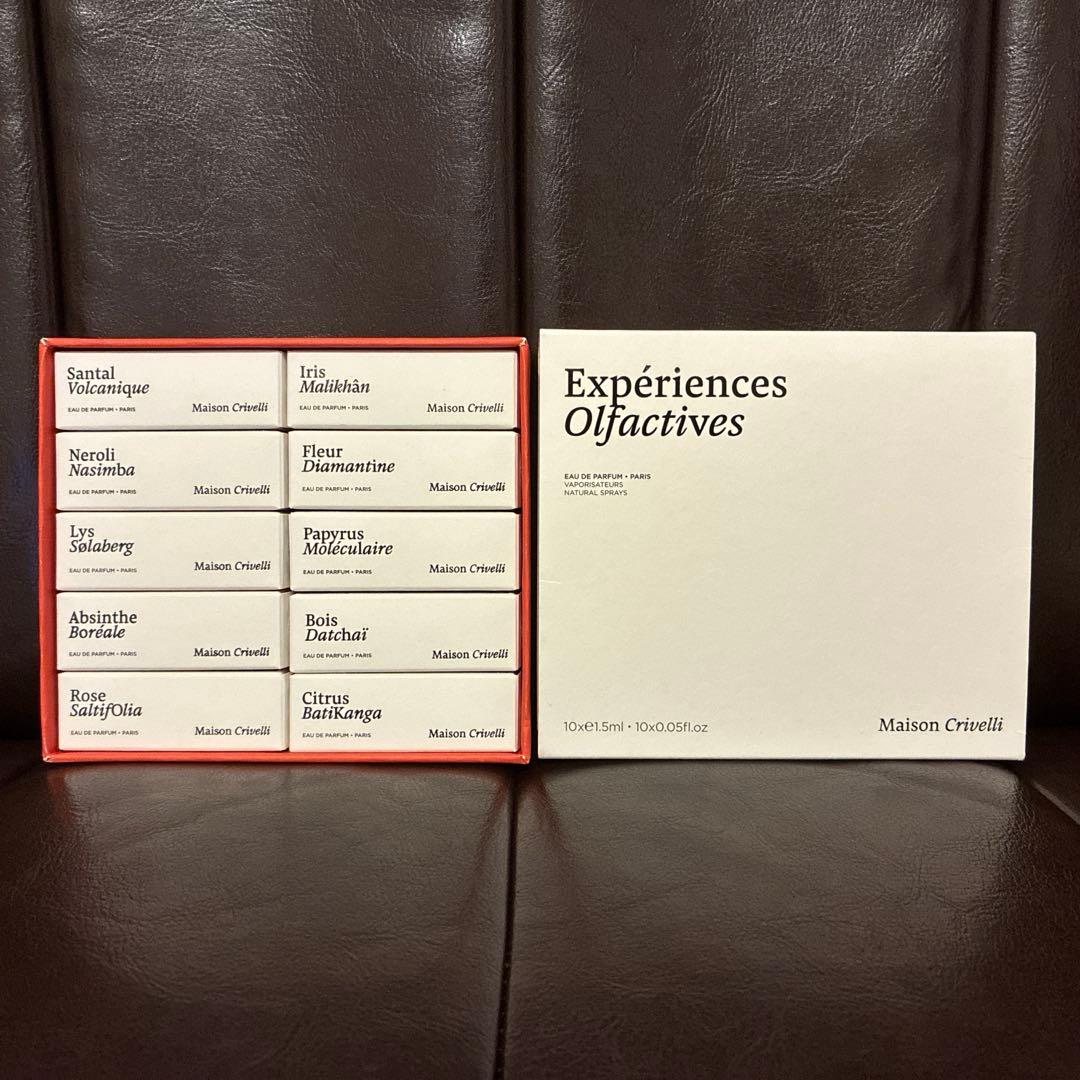 Santal
Volcanique
EAU DE PARFUM • PARIS
Maison Crivelli
Iris
Malikhân
EAU DE PARFUM • PARIS
Maison Crivelli
Neroli
Nasimba
EAU DE PARFUM • PARIS
Maison Crivelli
Fleur
Diamantine
EAU DE PARFUM • PARIS
Maison Crivelli
Lys
Sølaberg
EAU DE PARFUM • PARIS
Maison Crivelli
Papyrus
Moléculaire
EAU DE PARFUM • PARIS
Maison Crivelli
Absinthe
Boréale
EAU DE PARFUM • PARIS
Maison Crivelli
Bois
Datchaï
EAU DE PARFUM • PARIS
Maison Crivelli
Rose
SaltifOlia
EAU DE PARFUM • PARIS
Maison Crivelli
Citrus
BatiKanga
EAU DE PARFUM • PARIS
Maison Crivelli
Expériences
Olfactives
EAU DE PARFUM • PARIS
VAPORISATEURS
NATURAL SPRAYS
10x℮1.5ml • 10x0.05fl.oz
Maison Crivelli